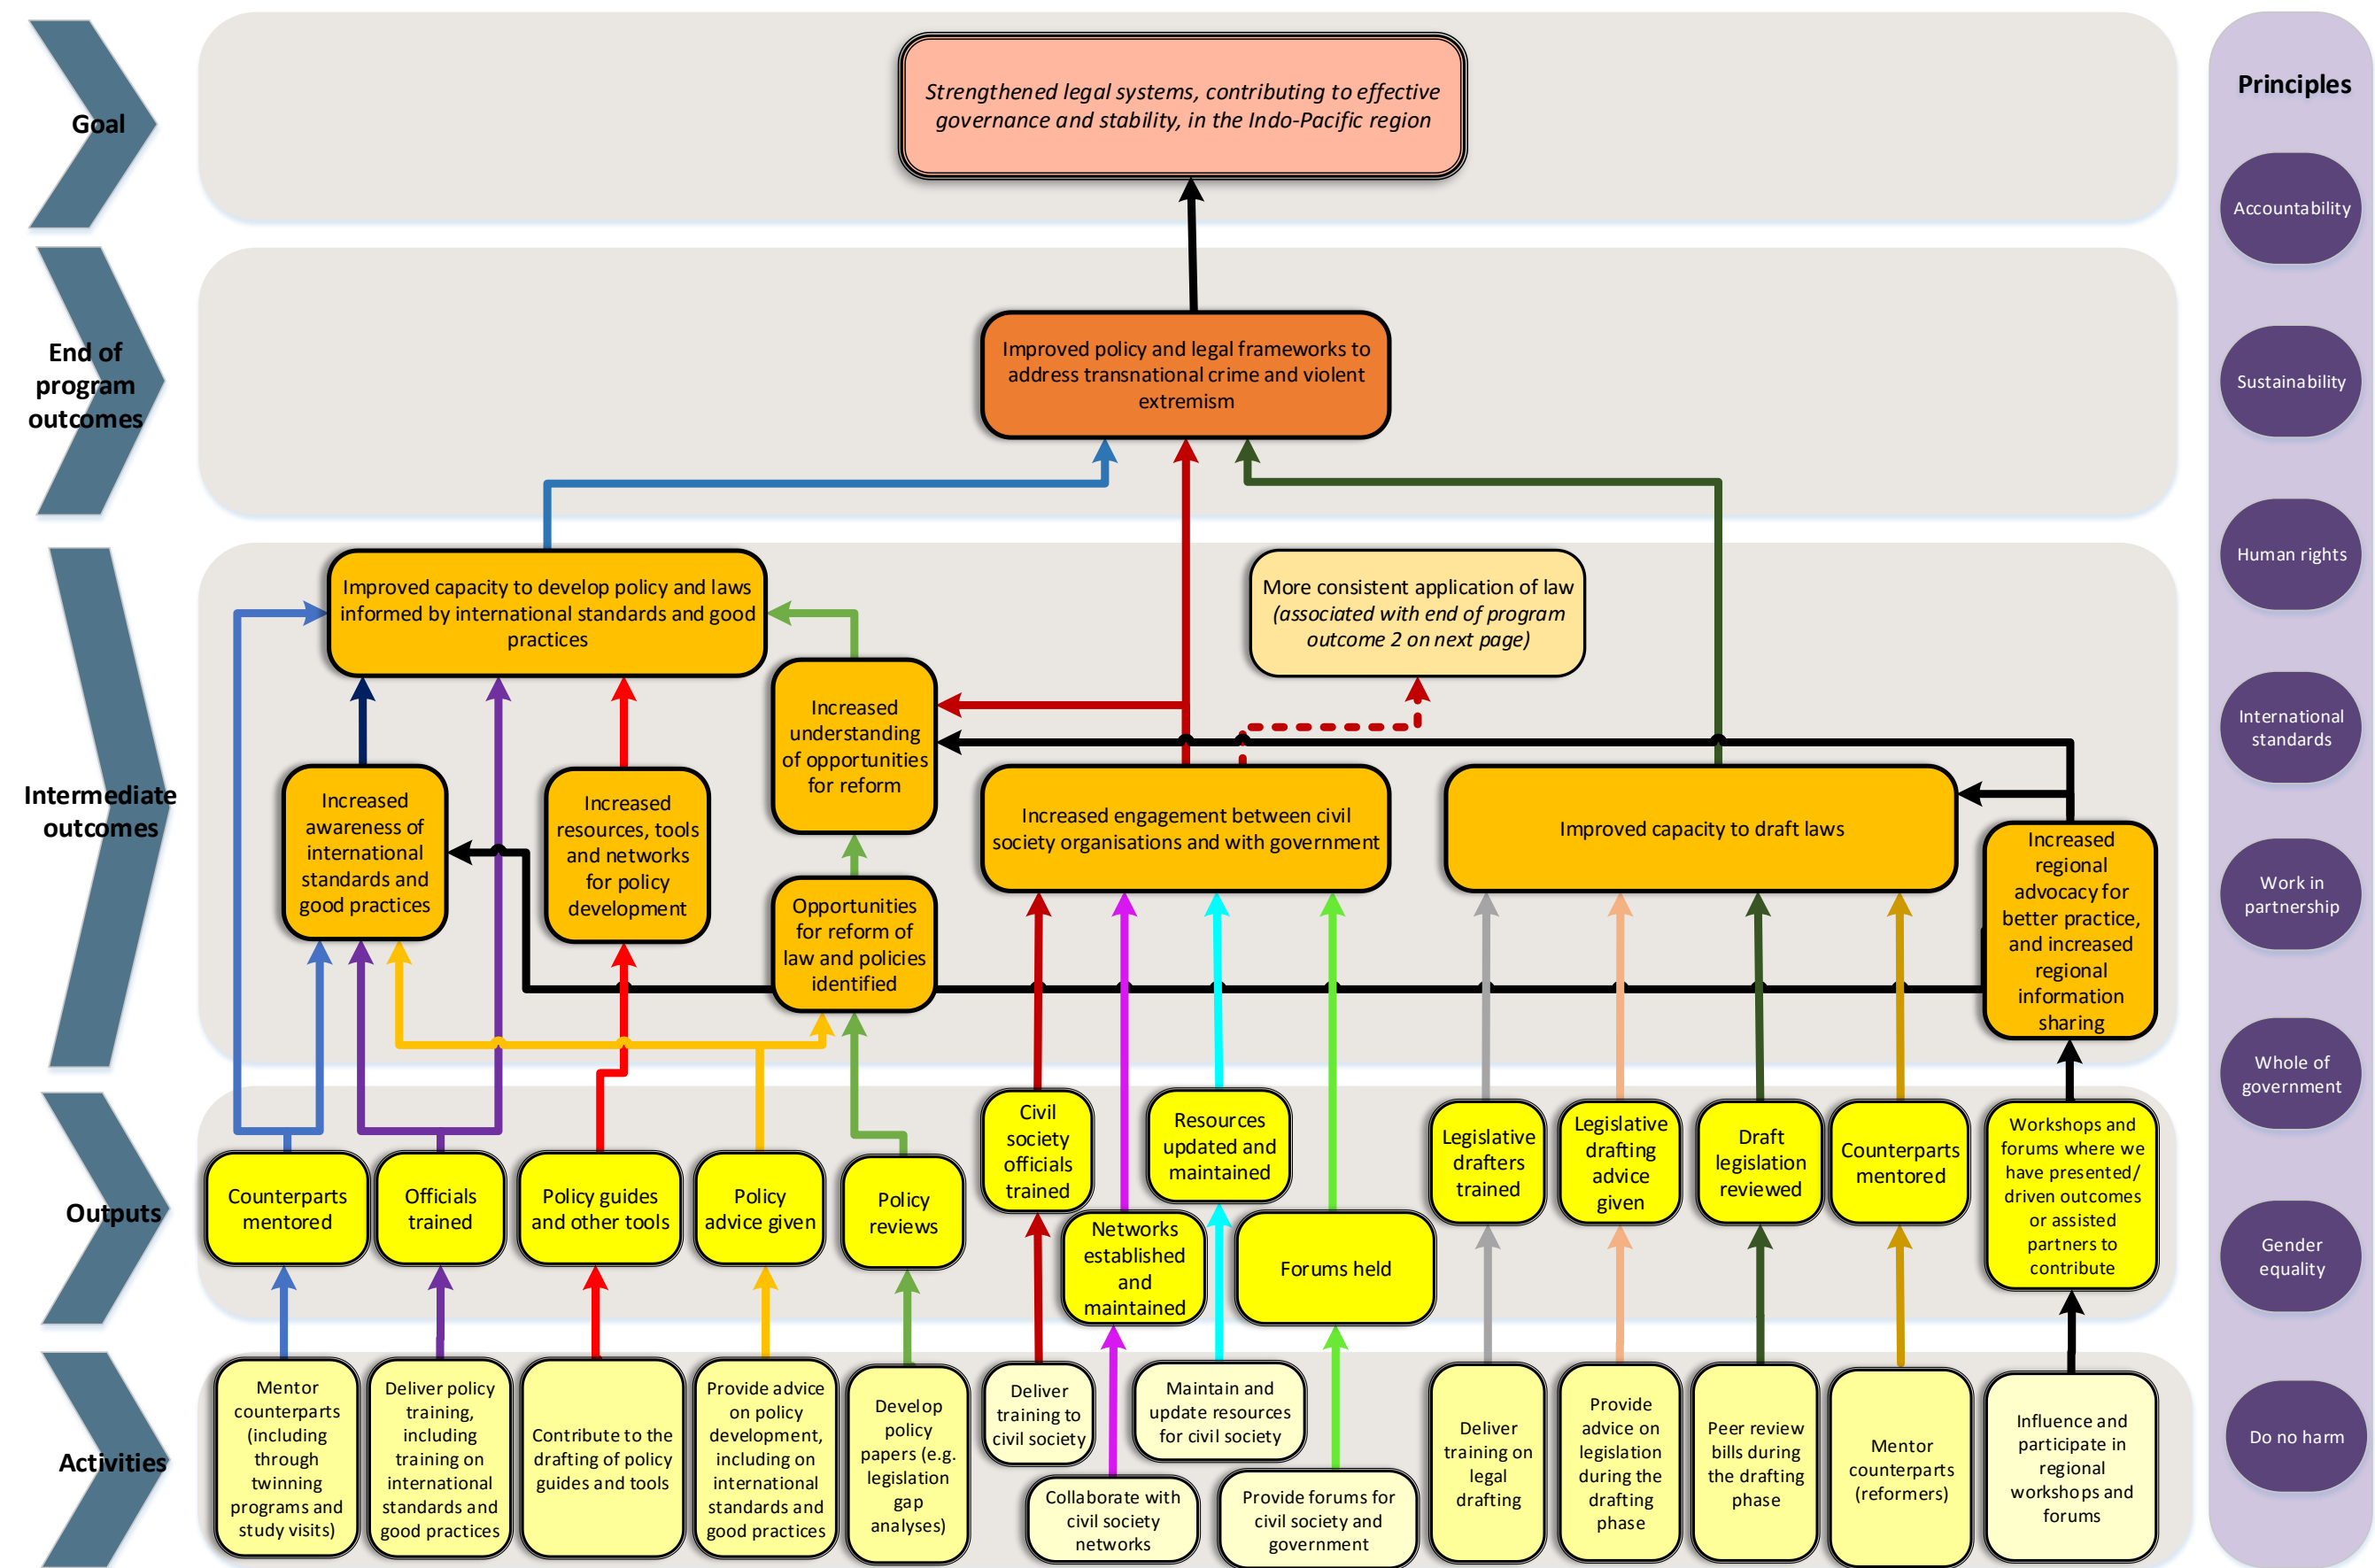 Goal
Strengthened legal systems, contributing to effective
governance and stability, in the Indo-Pacific region
End of
program
outcomes
Improved policy and legal frameworks to
address transnational crime and violent
extremism
Intermediate
outcomes
Improved capacity to develop policy and laws
informed by international standards and good
practices
More consistent application of law
(associated with end of program
outcome 2 on next page)
Increased
understanding
of opportunities
for reform
Increased
awareness of
international
standards and
good practices
Increased
resources, tools
and networks
for policy
development
Opportunities
for reform of
law and policies
identified
Increased engagement between civil
society organisations and with government
Improved capacity to draft laws
Increased
regional
advocacy for
better practice,
and increased
regional
information
sharing
Outputs
Counterparts
mentored
Officials
trained
Policy guides
and other tools
Policy
advice given
Policy
reviews
Civil
society
officials
trained
Networks
established
and
maintained
Resources
updated and
maintained
Forums held
Legislative
drafters
trained
Legislative
drafting
advice
given
Draft
legislation
reviewed
Counterparts
mentored
Workshops and
forums where we
have presented/
driven outcomes
or assisted
partners to
contribute
Activities
Mentor
counterparts
(including
through
twinning
programs and
study visits)
Deliver policy
training,
including
training on
international
standards and
good practices
Contribute to the
drafting of policy
guides and tools
Provide advice
on policy
development,
including on
international
standards and
good practices
Develop
policy
papers (e.g.
legislation
gap
analyses)
Deliver
training to
civil society
Collaborate with
civil society
networks
Maintain and
update resources
for civil society
Provide forums for
civil society and
government
Deliver
training on
legal
drafting
Provide
advice on
legislation
during the
drafting
phase
Peer review
bills during
the drafting
phase
Mentor
counterparts
(reformers)
Influence and
participate in
regional
workshops and
forums
Principles
Accountability
Sustainability
Human rights
International
standards
Work in
partnership
Whole of
government
Gender
equality
Do no harm